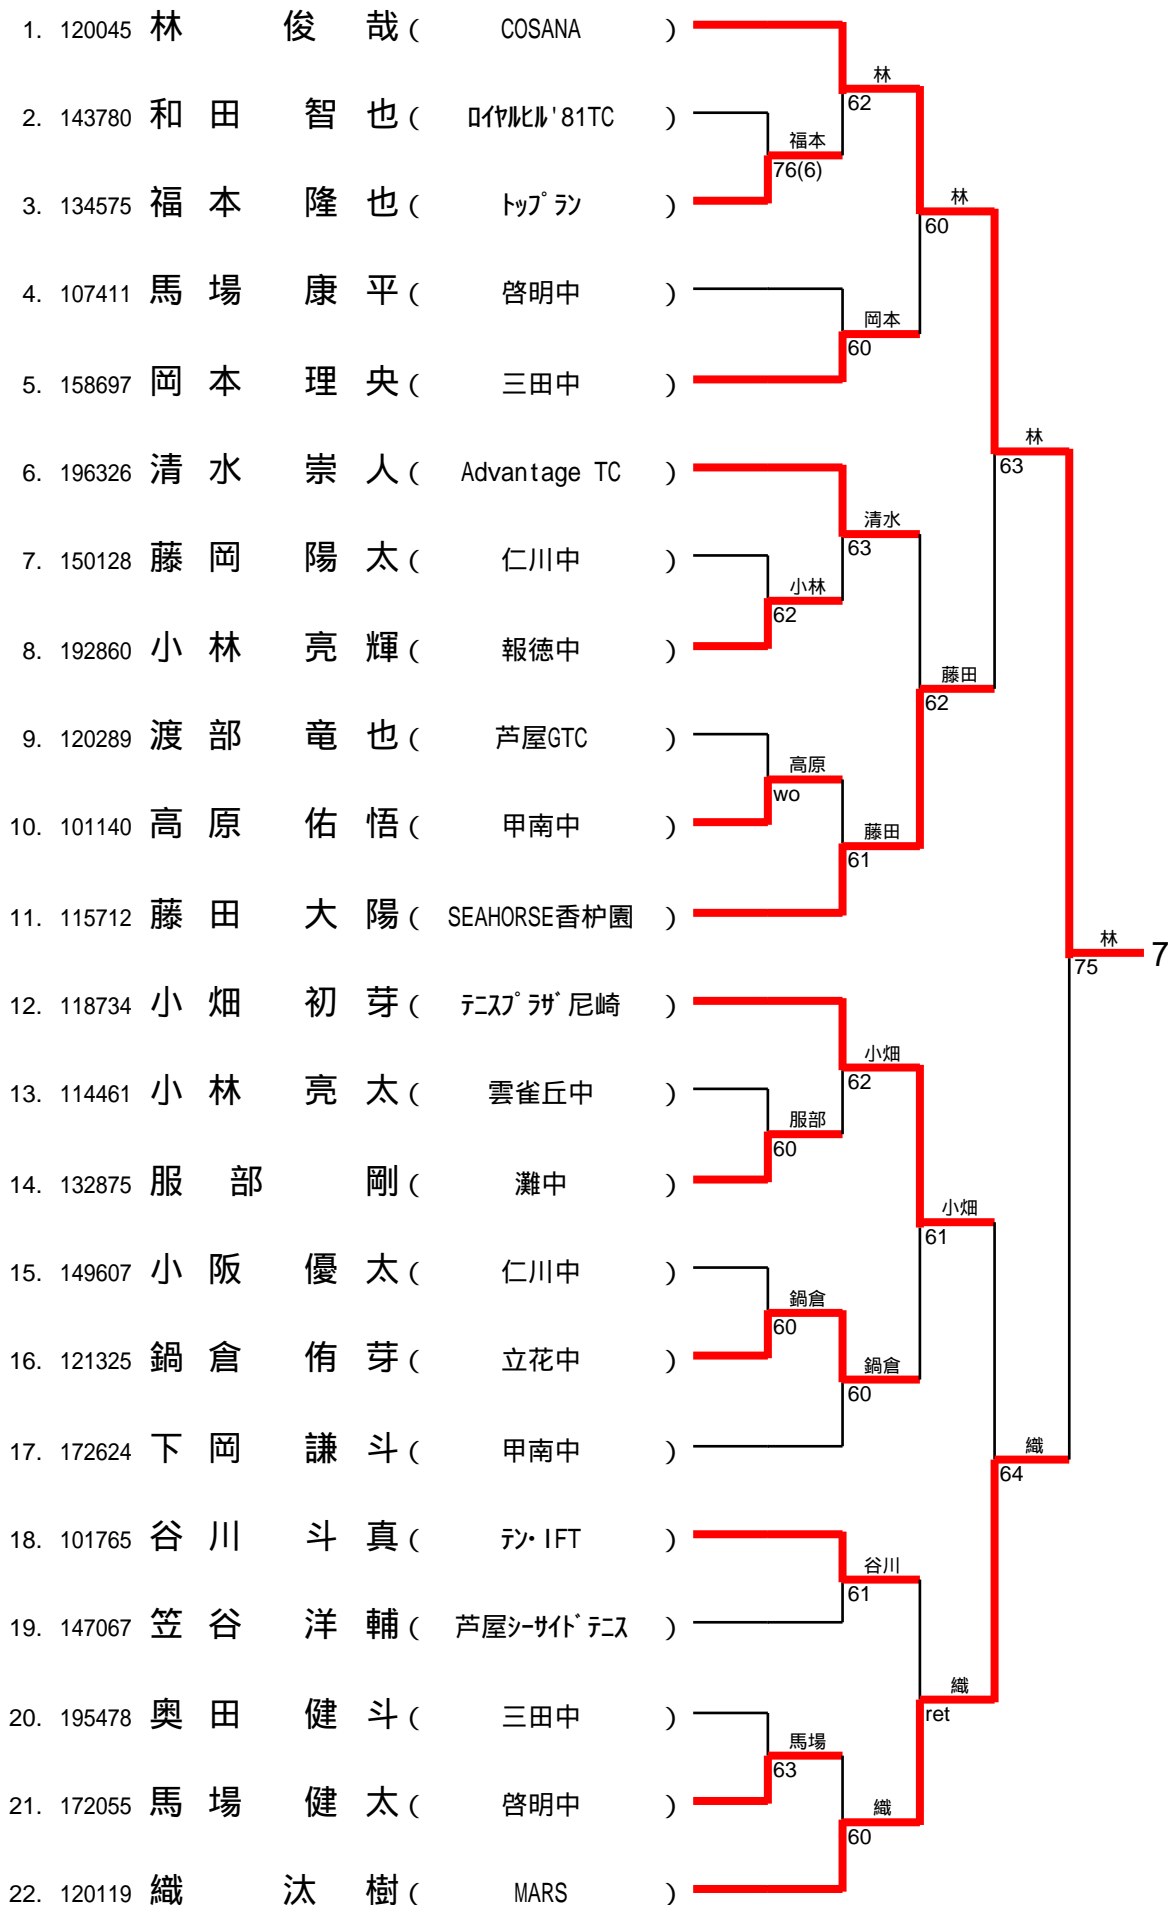 1. 120045 林 俊 哉 ( COSANA )
林
62
2. 143780 和 田 智 也 ( ﾛｲﾔﾙﾋﾙ'81TC )
福本
76(6)
3. 134575 福 本 隆 也 ( ﾄｯﾌﾟﾗﾝ )
林
60
4. 107411 馬 場 康 平 ( 啓明中 )
岡本
60
5. 158697 岡 本 理 央 ( 三田中 )
林
63
6. 196326 清 水 崇 人 ( Advantage TC )
清水
63
7. 150128 藤 岡 陽 太 ( 仁川中 )
小林
62
8. 192860 小 林 亮 輝 ( 報徳中 )
藤田
62
9. 120289 渡 部 竜 也 ( 芦屋GTC )
高原
wo
10. 101140 高 原 佑 悟 ( 甲南中 )
藤田
61
11. 115712 藤 田 大 陽 ( SEAHORSE香枦園 )
林
75
7
12. 118734 小 畑 初 芽 ( ﾃﾆｽﾌﾟﾗｻﾞ尼崎 )
小畑
62
13. 114461 小 林 亮 太 ( 雲雀丘中 )
服部
60
14. 132875 服 部 剛 ( 灘中 )
小畑
61
15. 149607 小 阪 優 太 ( 仁川中 )
鍋倉
60
16. 121325 鍋 倉 侑 芽 ( 立花中 )
鍋倉
60
17. 172624 下 岡 謙 斗 ( 甲南中 )
織
64
18. 101765 谷 川 斗 真 ( ﾃﾝ･IFT )
谷川
61
19. 147067 笠 谷 洋 輔 ( 芦屋ｼｰｻｲﾄﾞﾃﾆｽ )
織
ret
20. 195478 奥 田 健 斗 ( 三田中 )
馬場
63
21. 172055 馬 場 健 太 ( 啓明中 )
織
60
22. 120119 織 汰 樹 ( MARS )